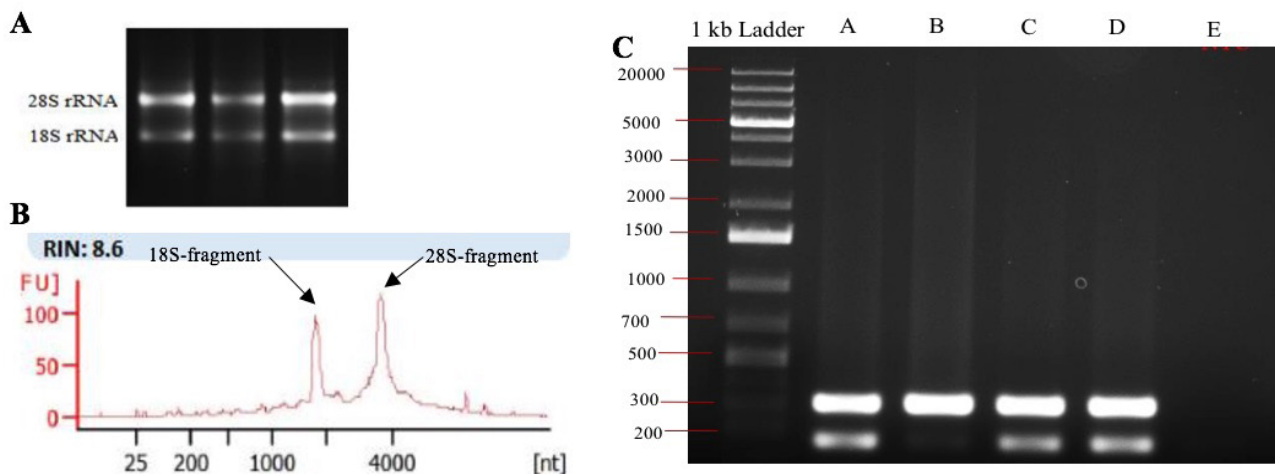 A
28S rRNA
18S rRNA
B
RIN: 8.6
18S-fragment
28S-fragment
FU]
100
50
0
25 200 1000 4000 [nt]
C
1 kb Ladder A B C D E
20000
5000
3000
2000
1500
1000
700
500
300
200